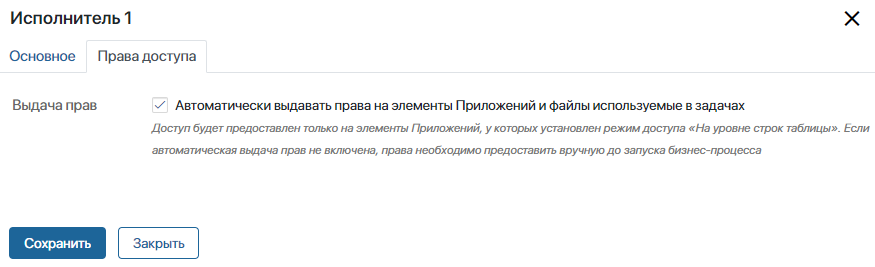 Исполнитель 1
Основное
Права доступа
Выдача прав
Автоматически выдавать права на элементы Приложений и файлы используемые в задачах
Доступ будет предоставлен только на элементы Приложений, у которых установлен режим доступа «На уровне строк таблицы». Если
автоматическая выдача прав не включена, права необходимо предоставить вручную до запуска бизнес-процесса
Сохранить
Закрыть